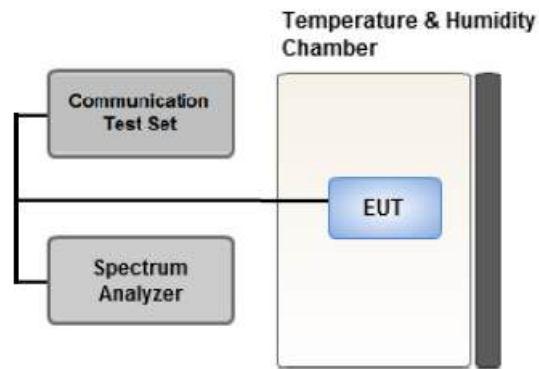 Temperature & Humidity
Chamber
Communication
Test Set
EUT
Spectrum
Analyzer